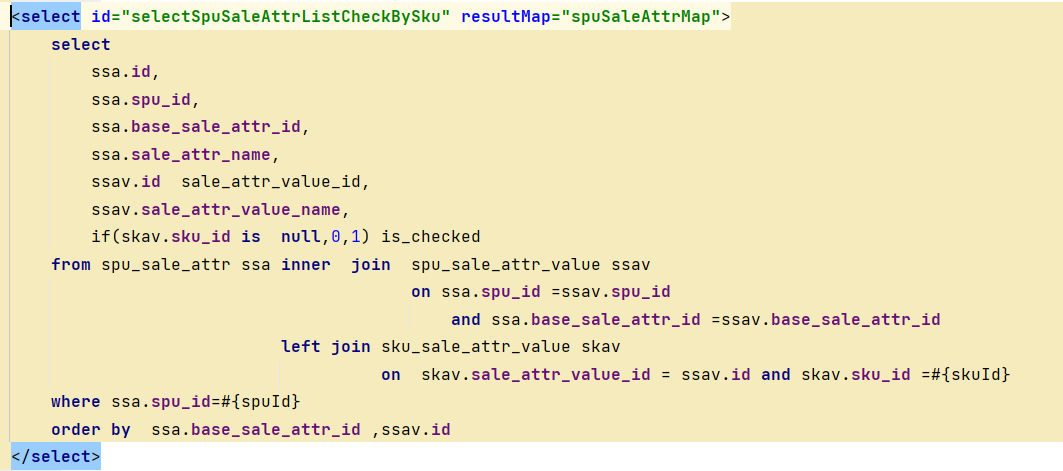 <select id="selectSpuSaleAttrListCheckBySku" resultMap="spuSaleAttrMap">
    select
        ssa.id,
        ssa.spu_id,
        ssa.base_sale_attr_id,
        ssa.sale_attr_name,
        ssav.id  sale_attr_value_id,
        ssav.sale_attr_value_name,
        if(skav.sku_id is  null,0,1) is_checked
    from spu_sale_attr ssa inner  join  spu_sale_attr_value ssav
                                        on ssa.spu_id =ssav.spu_id
                                            and ssa.base_sale_attr_id =ssav.base_sale_attr_id
                           left join sku_sale_attr_value skav
                                     on  skav.sale_attr_value_id = ssav.id and skav.sku_id =#{skuId}
    where ssa.spu_id=#{spuId}
    order by  ssa.base_sale_attr_id ,ssav.id
</select>